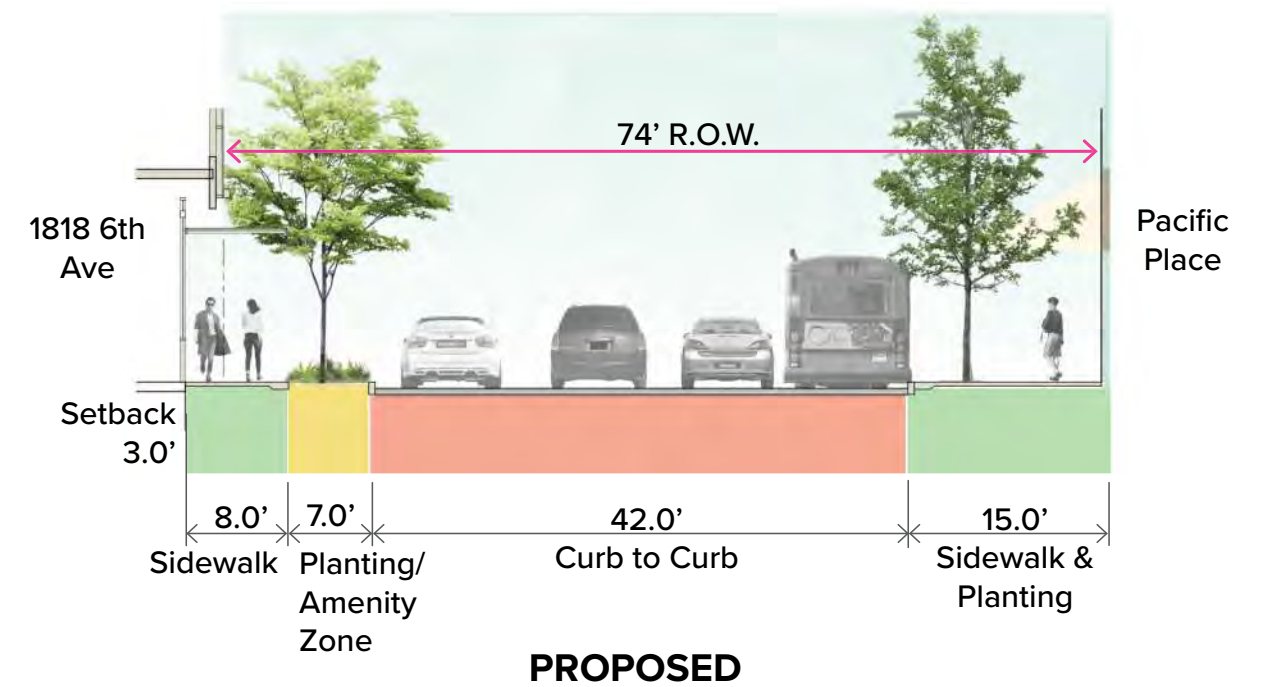 74’ R.O.W.
1818 6th
Ave
Pacific
Place
Setback
3.0’
8.0’
7.0’
42.0’
15.0’
Sidewalk
Planting/
Amenity
Zone
Curb to Curb
Sidewalk &
Planting
PROPOSED